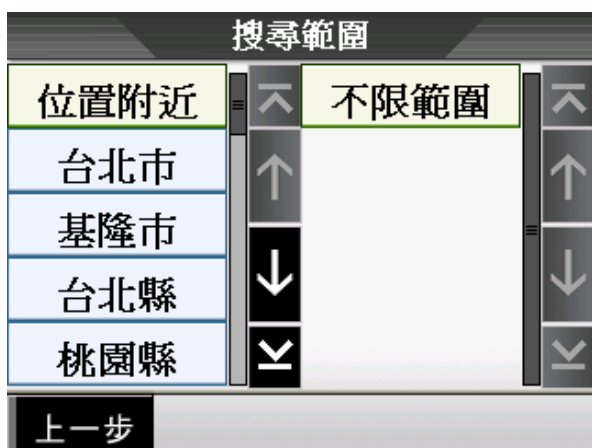 搜尋範圍
位置附近
不限範圍
台北市
基隆市
台北縣
桃園縣
上一步